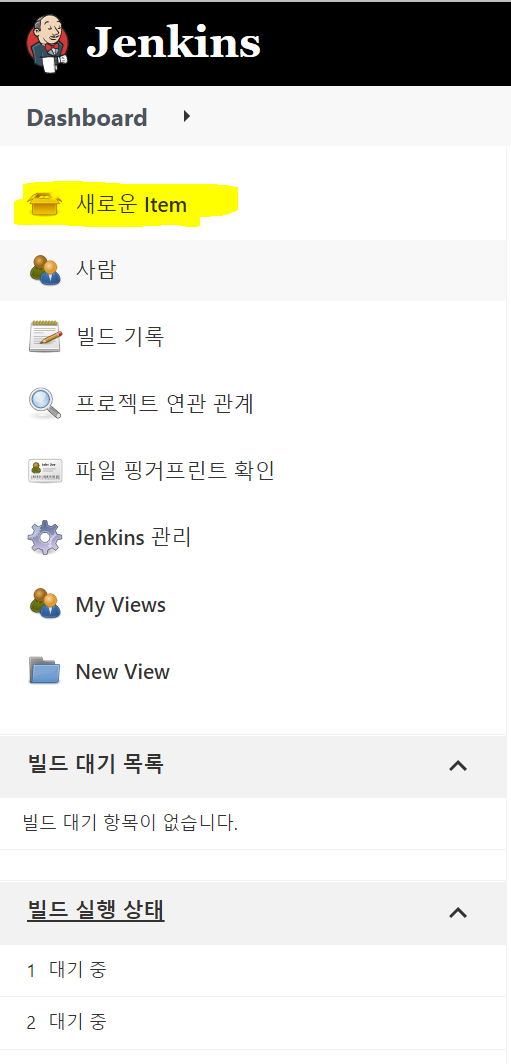 Jenkins
Dashboard
새로운 Item
사람
빌드 기록
프로젝트 연관 관계
파일 핑거프린트 확인
Jenkins 관리
My Views
New View
빌드 대기 목록
빌드 대기 항목이 없습니다.
빌드 실행 상태
1 대기 중
2 대기 중